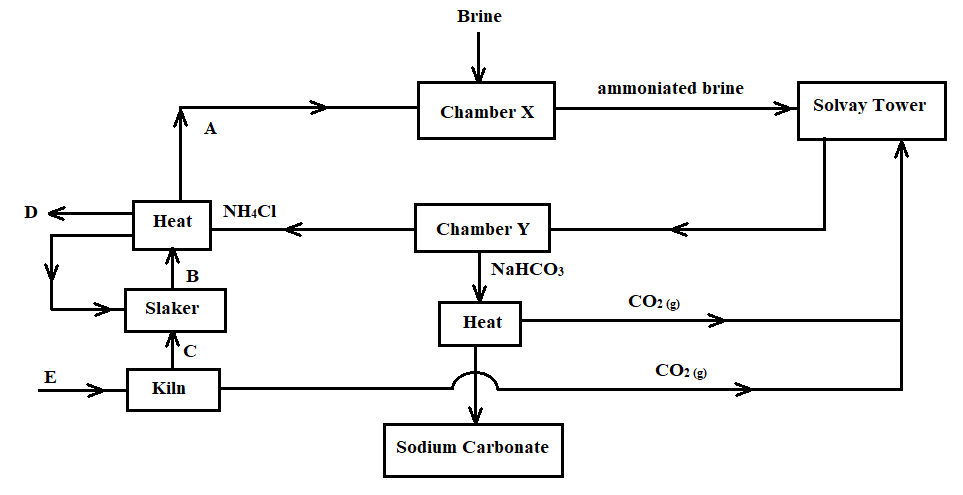 Brine
ammoniated brine
Chamber X
Solvay Tower
A
D
Heat
NH₄Cl
Chamber Y
B
NaHCO₃
Slaker
Heat
CO₂ (g)
C
E
Kiln
CO₂ (g)
Sodium Carbonate